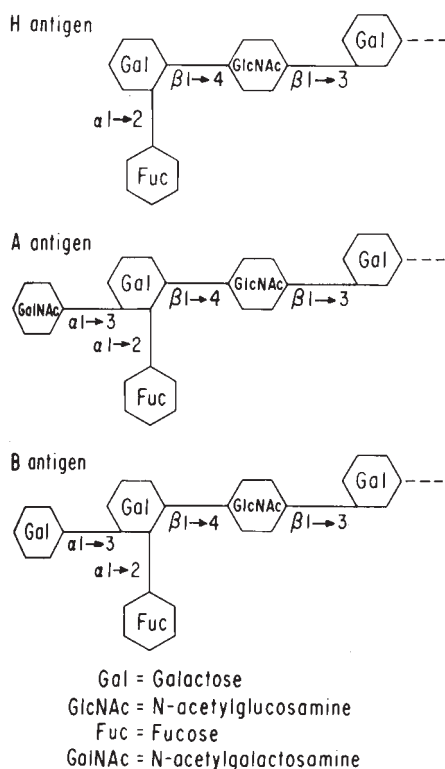 H antigen
Gal
β1→4
GlcNAc
β1→3
Gal
α1→2
Fuc
A antigen
GalNAc
α1→3
Gal
β1→4
GlcNAc
β1→3
Gal
α1→2
Fuc
B antigen
Gal
α1→3
Gal
β1→4
GlcNAc
β1→3
Gal
α1→2
Fuc
Gal = Galactose
GlcNAc = N-acetylglucosamine
Fuc = Fucose
GalNAc = N-acetylgalactosamine